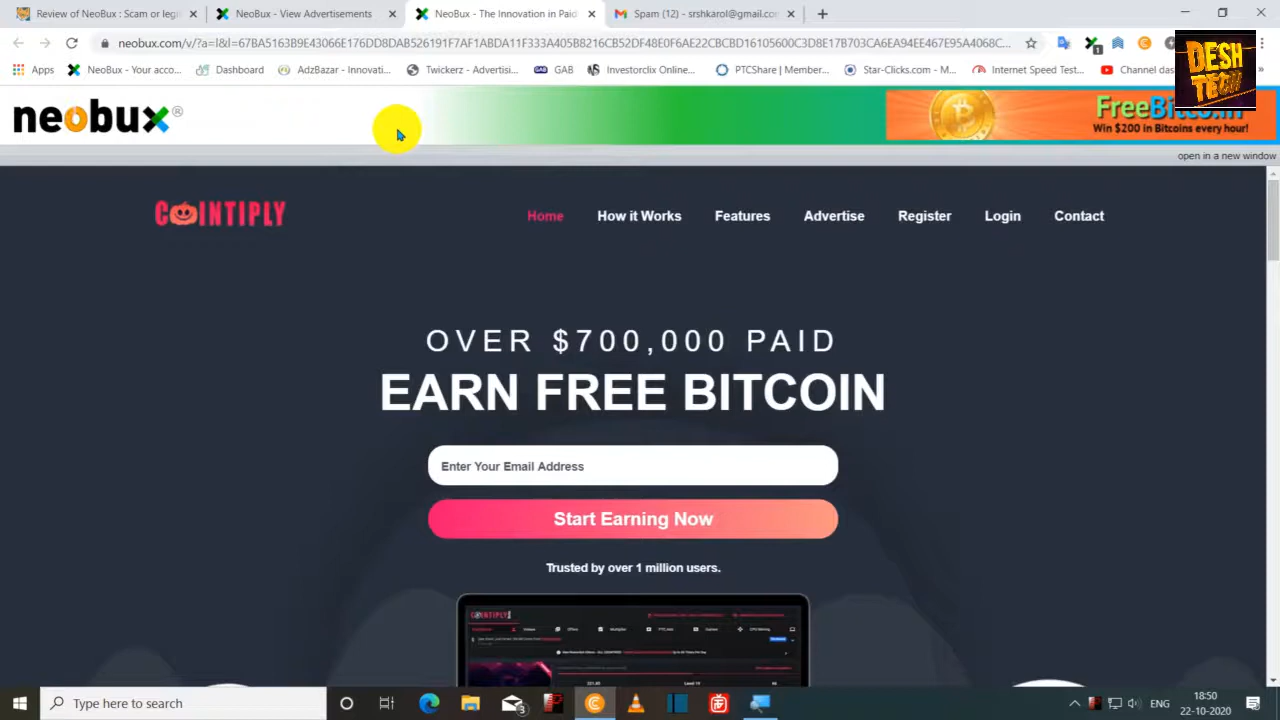 Review of NeoBux : Scam or legi
NeoBux - View Advertisements
NeoBux - The Innovation in Paid
Spam (12) - srshkarol@gmail.com
neobux.com/v/?a=l&l=67BA5163BE43066E176DD3DAB526191F7AF1ABD
Apps
NeoBux - Your acco...
Dashboard
AdzBazar - Innovati...
Twickerz - Advertisi...
GAB GAB
Investorclix Online...
PTCShare | Member...
Star-Clicks.com - M...
Internet Speed Test...
Channel das
DESH
TECH
neobux®
Win $200 in Bitcoins every hour!
open in a new window
COINTIPLY
Home
How it Works
Features
Advertise
Register
Login
Contact
OVER $700,000 PAID
EARN FREE BITCOIN
Enter Your Email Address
Start Earning Now
Trusted by over 1 million users.
COINTIPLY
Type here to search
3
ENG
18:50
22-10-2020